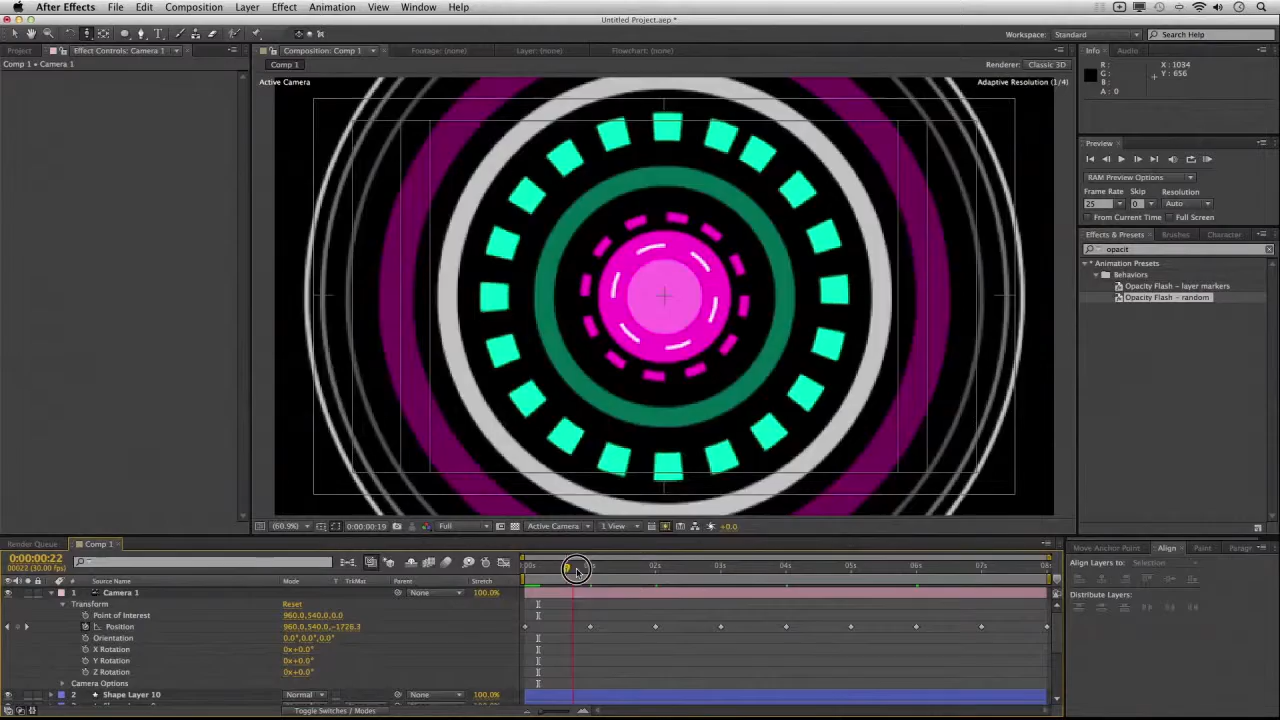 After Effects File Edit Composition Layer Effect Animation View Window Help
Untitled Project.aep *
Workspace: Standard Search Help
Project Effect Controls: Camera 1 Composition: Comp 1 Footage: (none) Layer: (none) Flowchart: (none) Info Audio
Comp 1 • Camera 1 Comp 1 Renderer: Classic 3D
Active Camera Adaptive Resolution (1/4)
R: X: 1034
G: Y: 656
B:
A: 0
Preview
RAM Preview Options
Frame Rate Skip Resolution
25 0 Auto
From Current Time Full Screen
Effects & Presets Brushes Character
opacit
* Animation Presets
Behaviors
Opacity Flash – layer markers
Opacity Flash – random
(60.9%) 0:00:00:19 Full Active Camera 1 View +0.0
Render Queue Comp 1
0:00:00:22
00022 (30.00 fps)
:00s 02s 03s 04s 05s 06s 07s 08s
# Source Name Mode T TrkMat Parent Stretch
1 Camera 1 None 100.0%
Transform Reset
Point of Interest 960.0,540.0,0.0
Position 960.0,540.0,-1728.3
Orientation 0.0°,0.0°,0.0°
X Rotation 0x+0.0°
Y Rotation 0x+0.0°
Z Rotation 0x+0.0°
Camera Options
2 Shape Layer 10 Normal None 100.0%
Toggle Switches / Modes
Move Anchor Point Align Paint Paragr
Align Layers to: Selection
Distribute Layers: